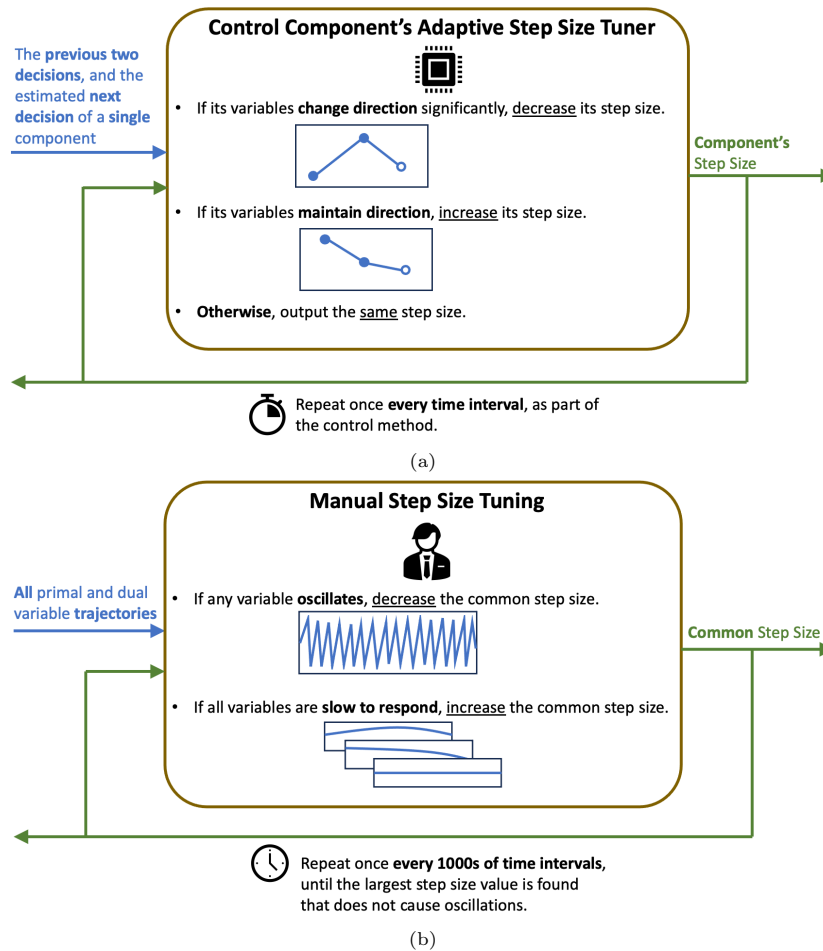 Control Component's Adaptive Step Size Tuner
The previous two
decisions, and the
estimated next
decision of a single
component
• If its variables change direction significantly, decrease its step size.
• If its variables maintain direction, increase its step size.
• Otherwise, output the same step size.
Component's
Step Size
Repeat once every time interval, as part of
the control method.
(a)
Manual Step Size Tuning
All primal and dual
variable trajectories
• If any variable oscillates, decrease the common step size.
• If all variables are slow to respond, increase the common step size.
Common Step Size
Repeat once every 1000s of time intervals,
until the largest step size value is found
that does not cause oscillations.
(b)